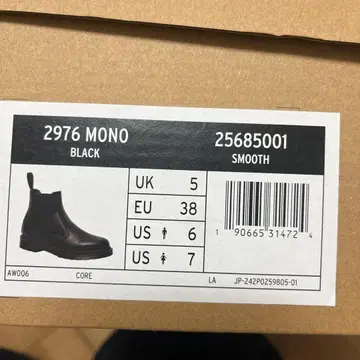 2976 MONO
BLACK
25685001
SMOOTH
UK 5
EU 38
US 6
US 7
1 90665 31472 4
AW006 CORE LA JP-242P0259805-01